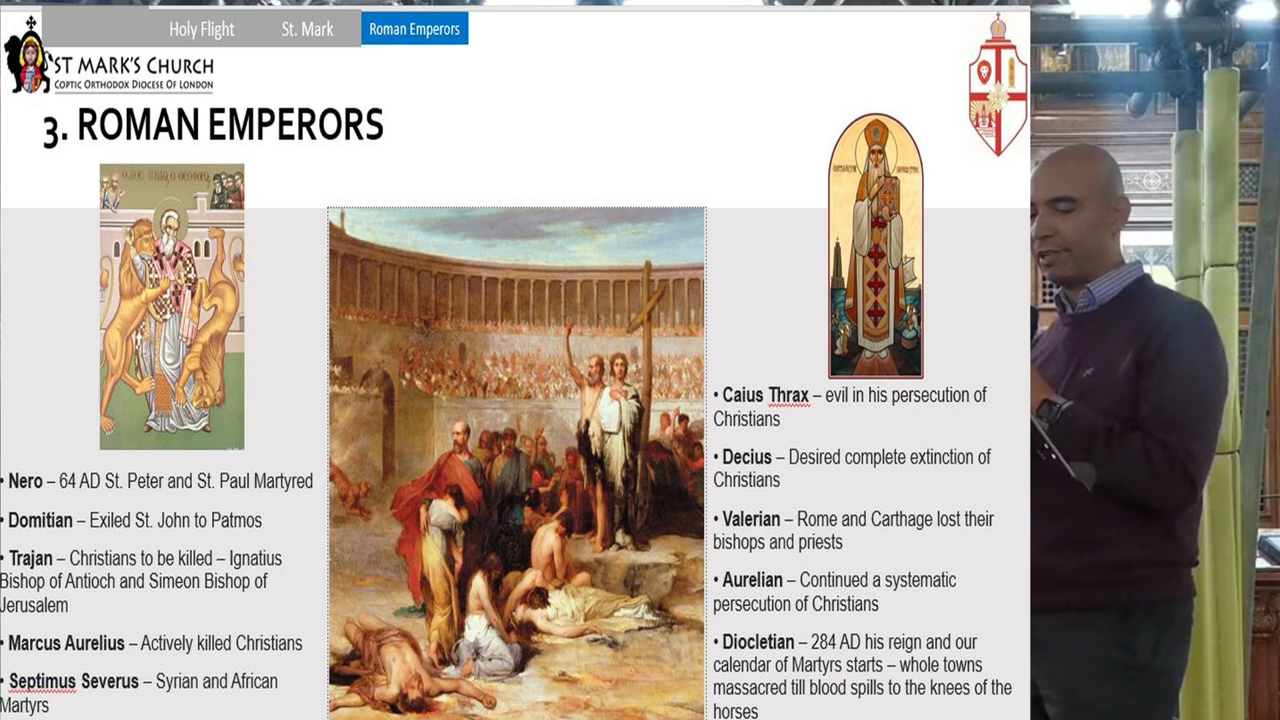 Holy Flight
St. Mark
Roman Emperors
ST MARK'S CHURCH
COPTIC ORTHODOX DIOCESE OF LONDON
3. ROMAN EMPERORS
• Nero – 64 AD St. Peter and St. Paul Martyred
• Domitian – Exiled St. John to Patmos
• Trajan – Christians to be killed – Ignatius
Bishop of Antioch and Simeon Bishop of
Jerusalem
• Marcus Aurelius – Actively killed Christians
• Septimus Severus – Syrian and African
Martyrs
• Caius Thrax – evil in his persecution of
Christians
• Decius – Desired complete extinction of
Christians
• Valerian – Rome and Carthage lost their
bishops and priests
• Aurelian – Continued a systematic
persecution of Christians
• Diocletian – 284 AD his reign and our
calendar of Martyrs starts – whole towns
massacred till blood spills to the knees of the
horses